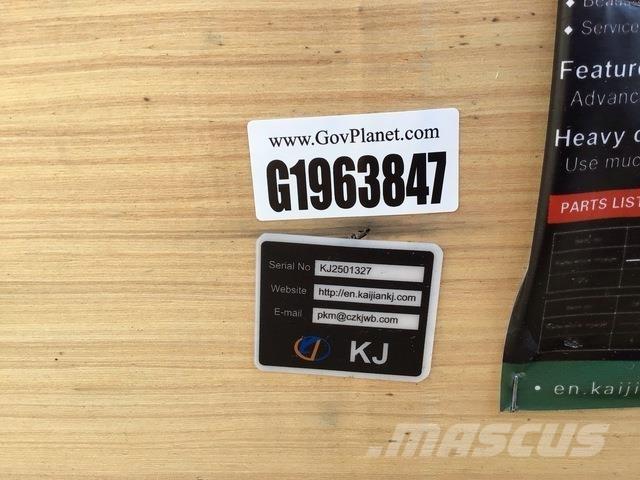 www.GovPlanet.com
G1963847
Serial No KJ2501327
Website http://en.kaijiankj.com
E-mail pkm@czkjwb.com
KJ
◆ Service
Featur
Advanc
Heavy d
Use muc
PARTS LIST
• en.kaiji
MASCUS